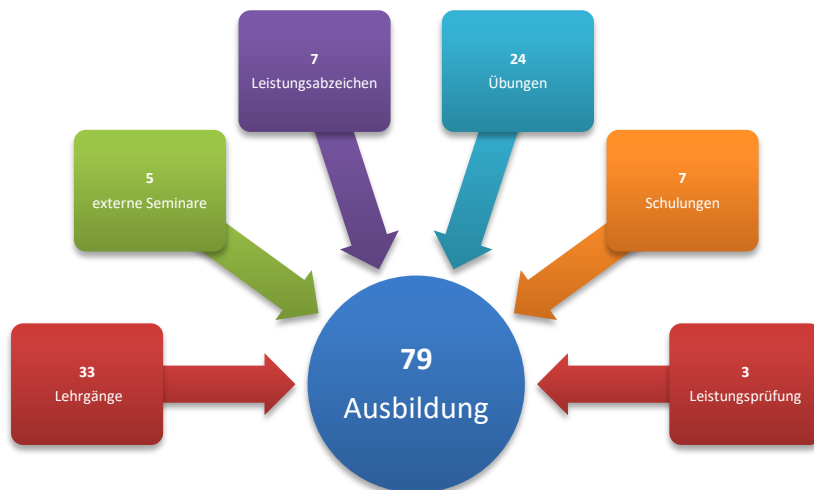 7
Leistungsabzeichen
24
Übungen
5
externe Seminare
7
Schulungen
33
Lehrgänge
79
Ausbildung
3
Leistungsprüfung